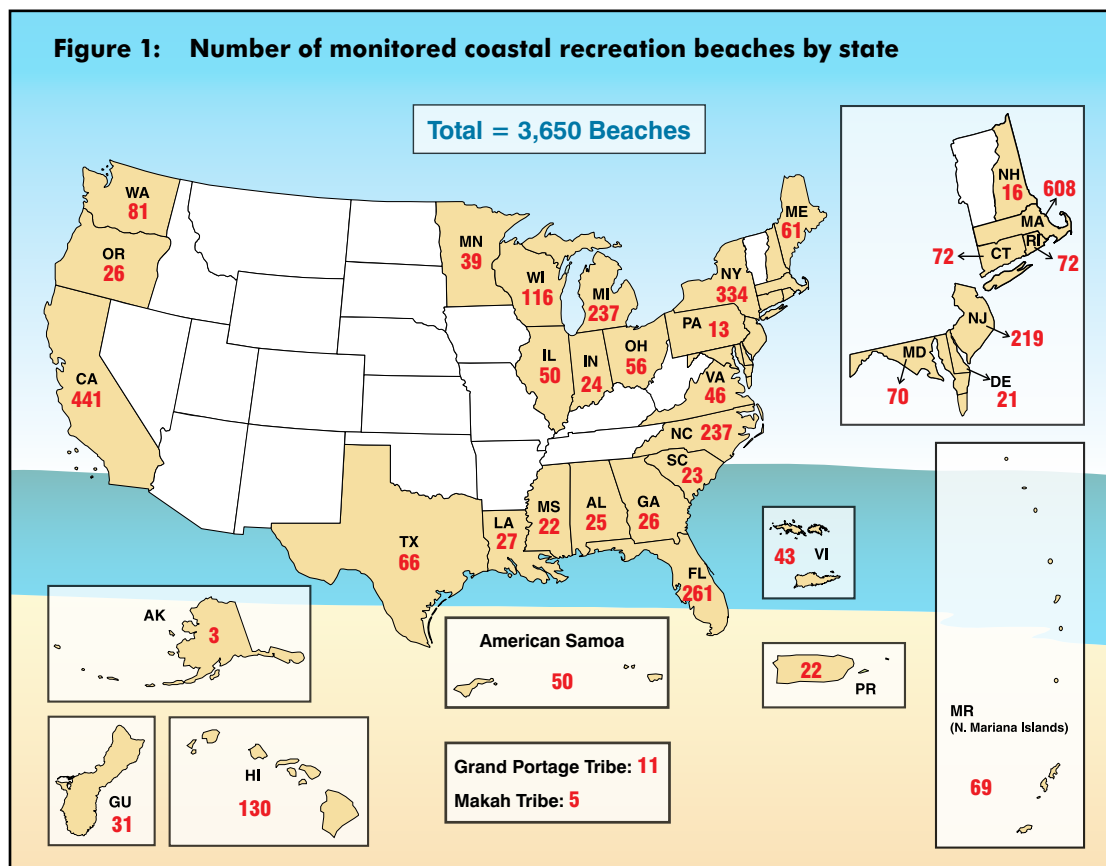 Figure 1: Number of monitored coastal recreation beaches by state
Total = 3,650 Beaches
WA
81
OR
26
CA
441
MN
39
WI
116
MI
237
IL
50
IN
24
OH
56
NY
334
PA 13
ME
61
VA
46
NC 237
SC
23
GA
26
AL
25
MS
22
LA
27
TX
66
FL
261
NH
16
608
MA
RI
CT
72
72
NJ
219
MD
70
DE
21
43 VI
22
PR
AK
3
American Samoa
50
GU
31
HI
130
Grand Portage Tribe: 11
Makah Tribe: 5
MR
(N. Mariana Islands)
69